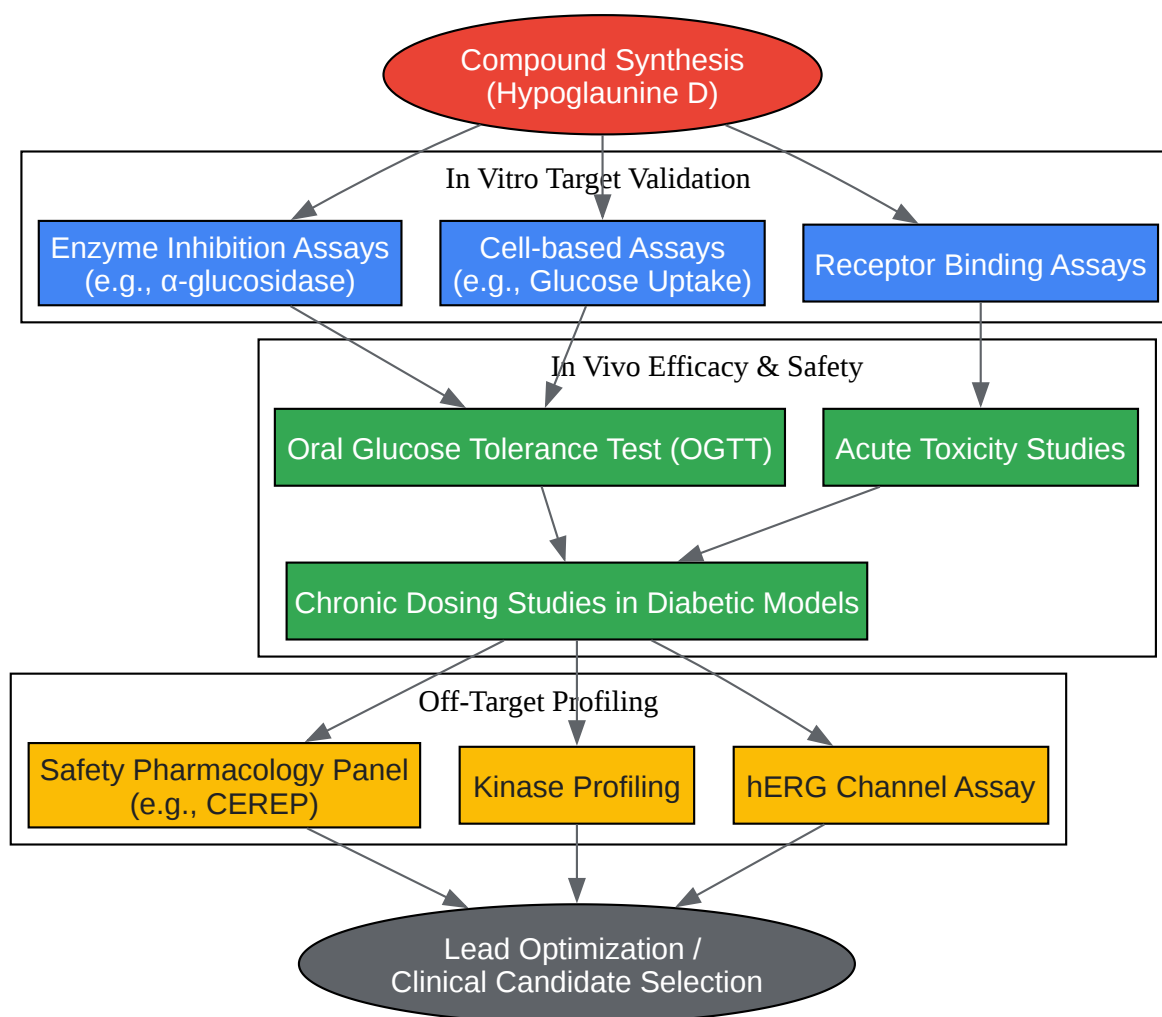 Compound Synthesis
(Hypoglaunine D)
In Vitro Target Validation
Enzyme Inhibition Assays
(e.g., α-glucosidase)
Cell-based Assays
(e.g., Glucose Uptake)
Receptor Binding Assays
In Vivo Efficacy & Safety
Oral Glucose Tolerance Test (OGTT)
Acute Toxicity Studies
Chronic Dosing Studies in Diabetic Models
Off-Target Profiling
Safety Pharmacology Panel
(e.g., CEREP)
Kinase Profiling
hERG Channel Assay
Lead Optimization /
Clinical Candidate Selection